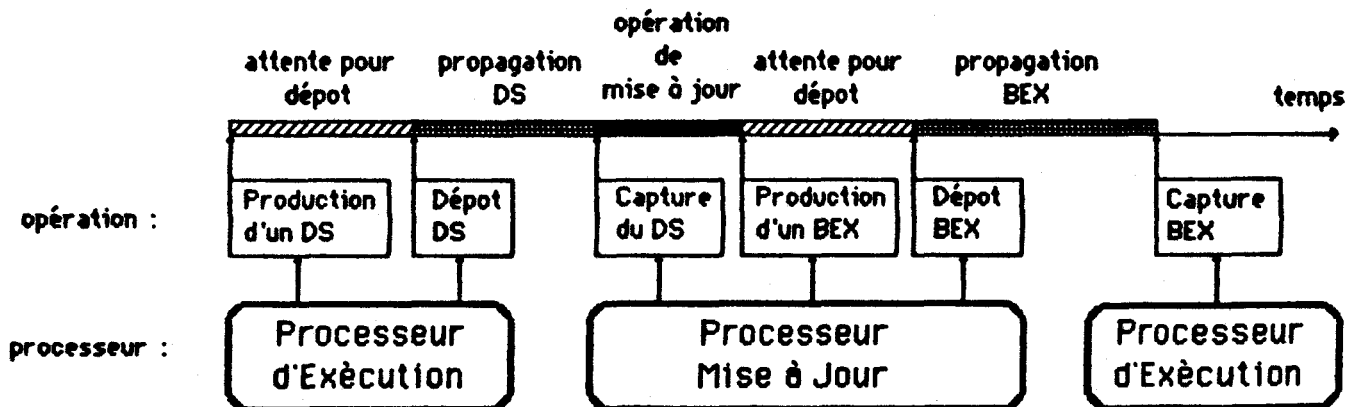 attente pour
dépot
propagation
DS
opération
de
mise à jour
attente pour
dépot
propagation
BEX
temps
opération :
Production
d'un DS
Dépot
DS
Capture
du DS
Production
d'un BEX
Dépot
BEX
Capture
BEX
processeur :
Processeur
d'Exècution
Processeur
Mise à Jour
Processeur
d'Exècution